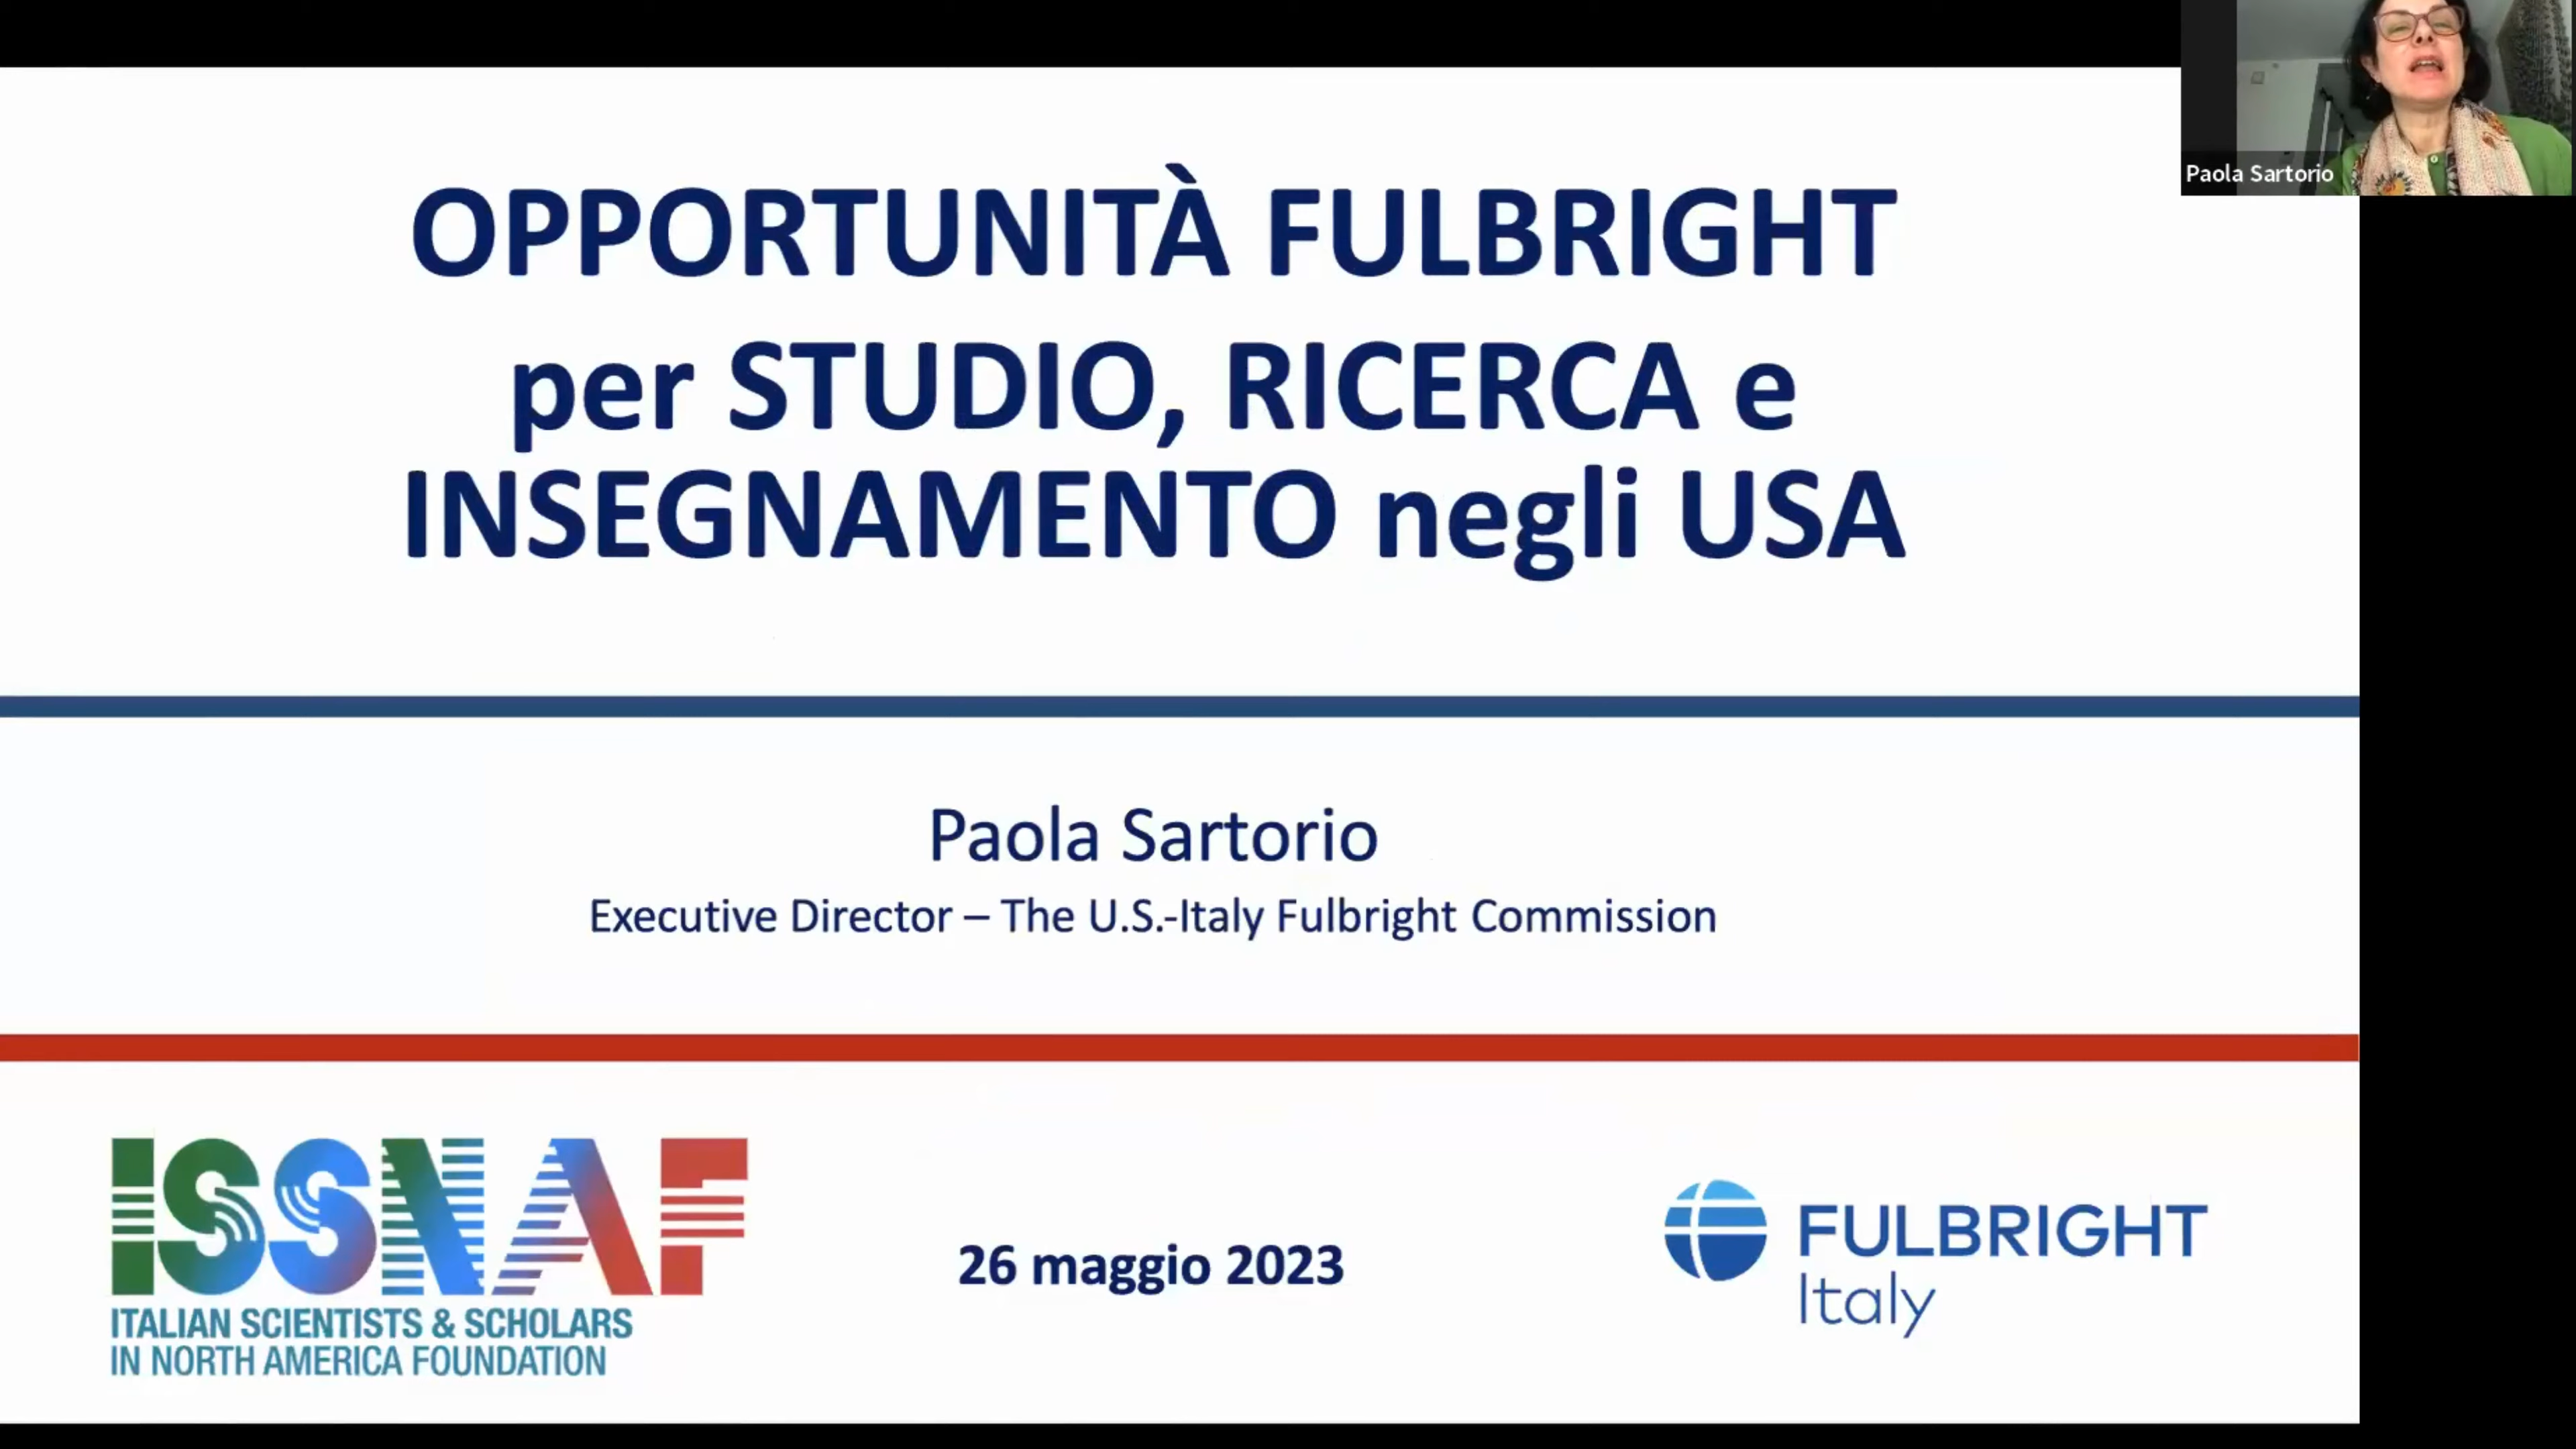 OPPORTUNITÀ FULBRIGHT
per STUDIO, RICERCA e
INSEGNAMENTO negli USA
Paola Sartorio
Paola Sartorio
Executive Director – The U.S.-Italy Fulbright Commission
ISSNAF
ITALIAN SCIENTISTS & SCHOLARS
IN NORTH AMERICA FOUNDATION
26 maggio 2023
FULBRIGHT
Italy